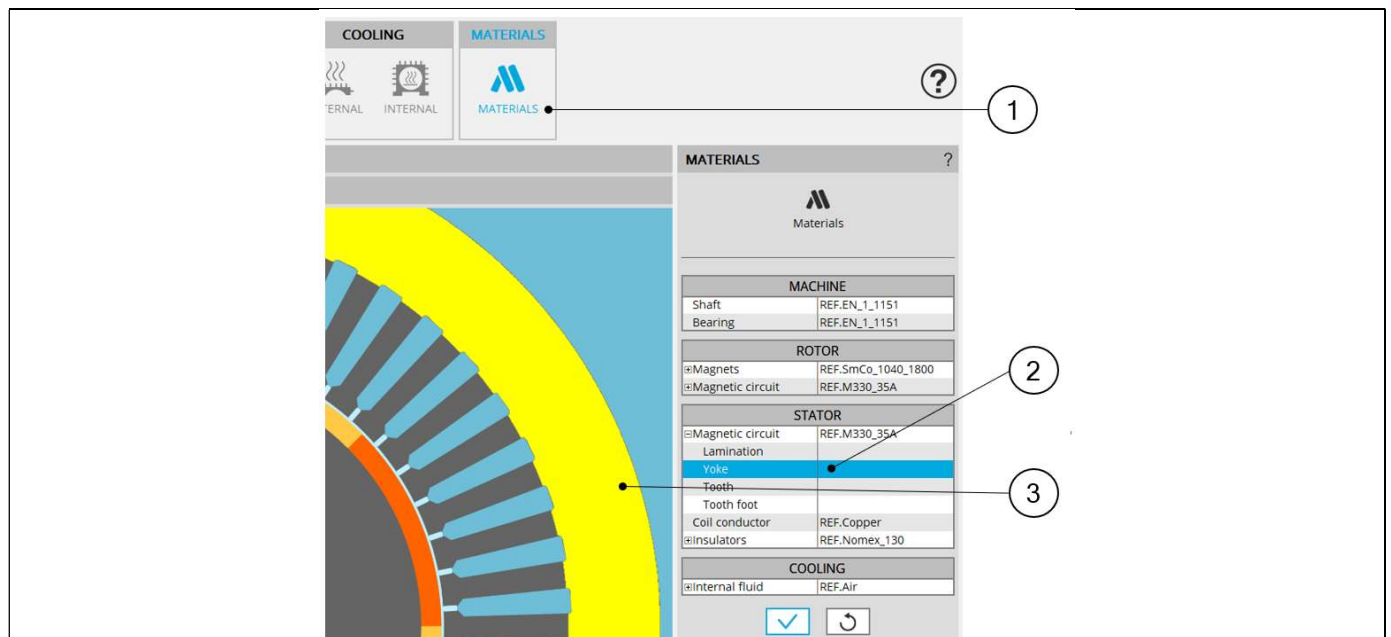 COOLING MATERIALS
TERNAL INTERNAL MATERIALS
?
1
MATERIALS ?
Materials
MACHINE
Shaft REF.EN_1_1151
Bearing REF.EN_1_1151
ROTOR
Magnets REF.SmCo_1040_1800
Magnetic circuit REF.M330_35A
2
STATOR
Magnetic circuit REF.M330_35A
Lamination
Yoke
Tooth
Tooth foot
3
Coil conductor REF.Copper
Insulators REF.Nomex_130
COOLING
Internal fluid REF.Air